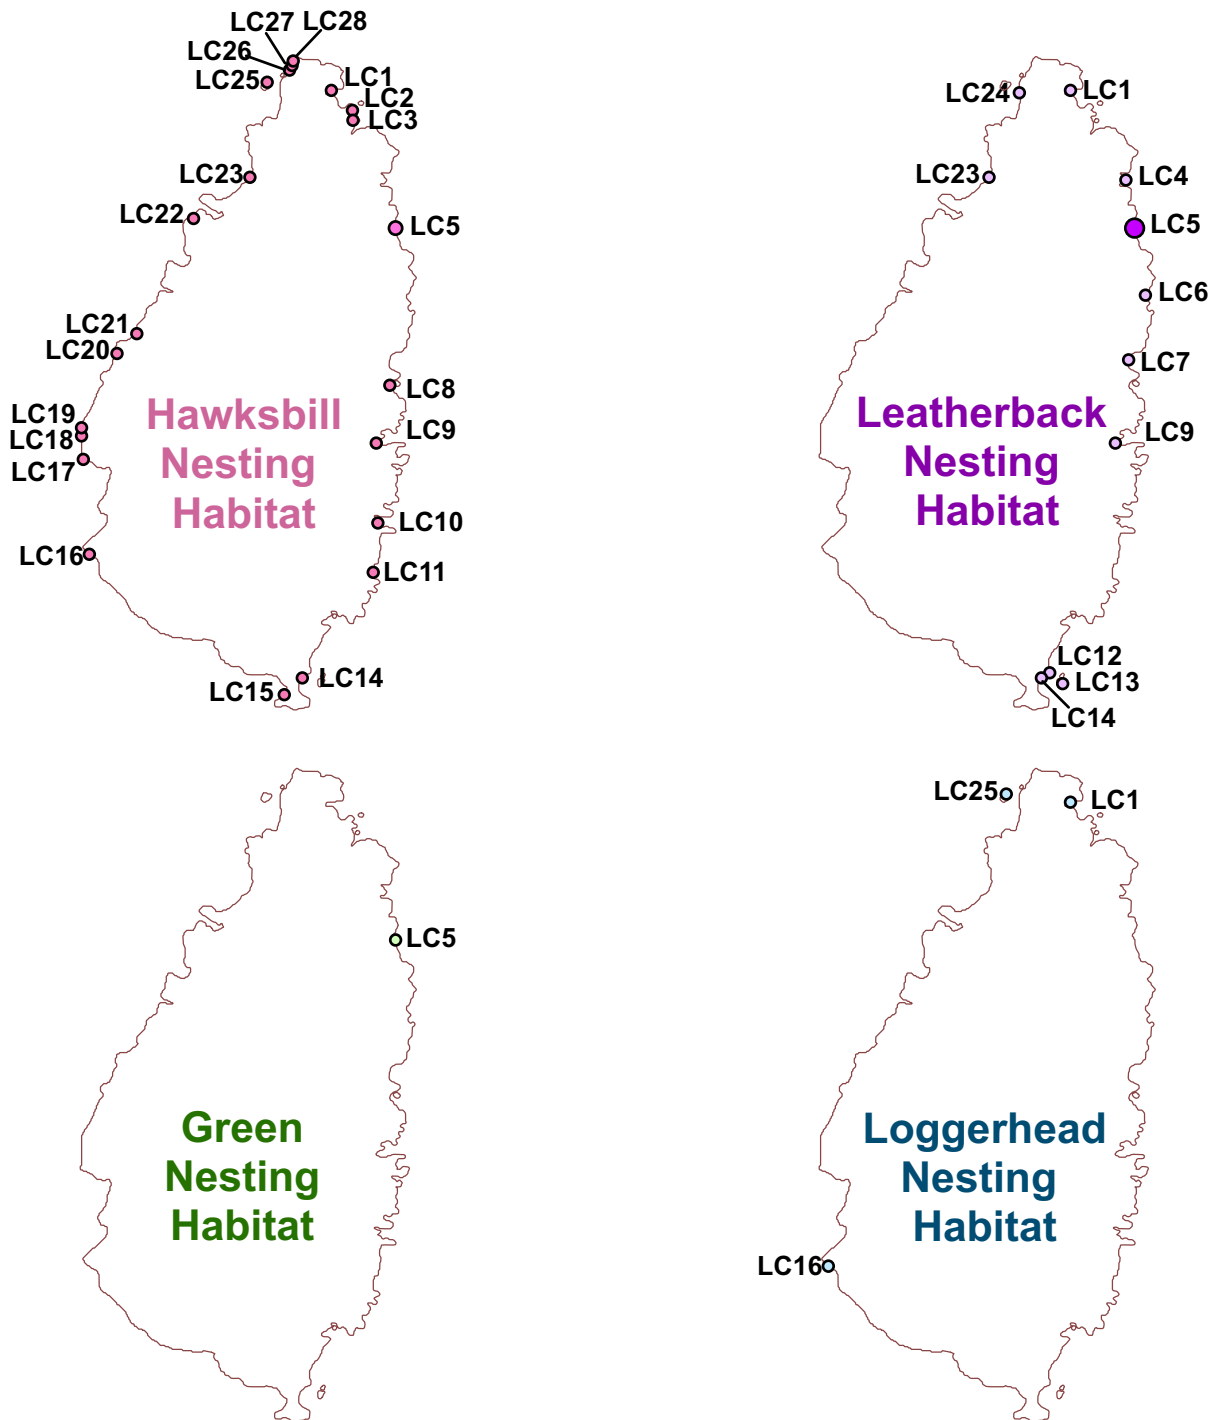 LC27 LC28
LC26
LC25
LC1
LC2
LC3
LC23
LC22
LC5
LC21
LC20
LC8
LC19
LC18
LC9
LC17
LC10
LC16
LC11
LC14
LC15
Hawksbill
Nesting
Habitat
LC24
LC1
LC23
LC4
LC5
LC6
LC7
LC9
LC12
LC13
LC14
Leatherback
Nesting
Habitat
LC5
Green
Nesting
Habitat
LC25
LC1
LC16
Loggerhead
Nesting
Habitat